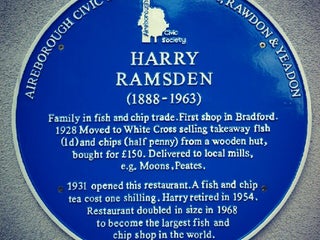 AIREBOROUGH CIVIC
RAWDON & YEADON
Aireborough
Civic
Society
HARRY
RAMSDEN
(1888-1963)
Family in fish and chip trade. First shop in Bradford.
1928 Moved to White Cross selling takeaway fish
(1d) and chips (half penny) from a wooden hut,
bought for £150. Delivered to local mills,
e.g. Moons, Peates.
1931 opened this restaurant. A fish and chip
tea cost one shilling. Harry retired in 1954.
Restaurant doubled in size in 1968
to become the largest fish and
chip shop in the world.